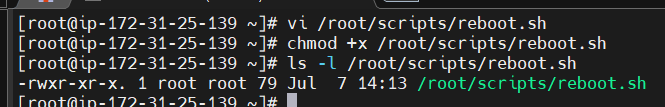 [root@ip-172-31-25-139 ~]# vi /root/scripts/reboot.sh
[root@ip-172-31-25-139 ~]# chmod +x /root/scripts/reboot.sh
[root@ip-172-31-25-139 ~]# ls -l /root/scripts/reboot.sh
-rwxr-xr-x. 1 root root 79 Jul  7 14:13 /root/scripts/reboot.sh
[root@ip-172-31-25-139 ~]#